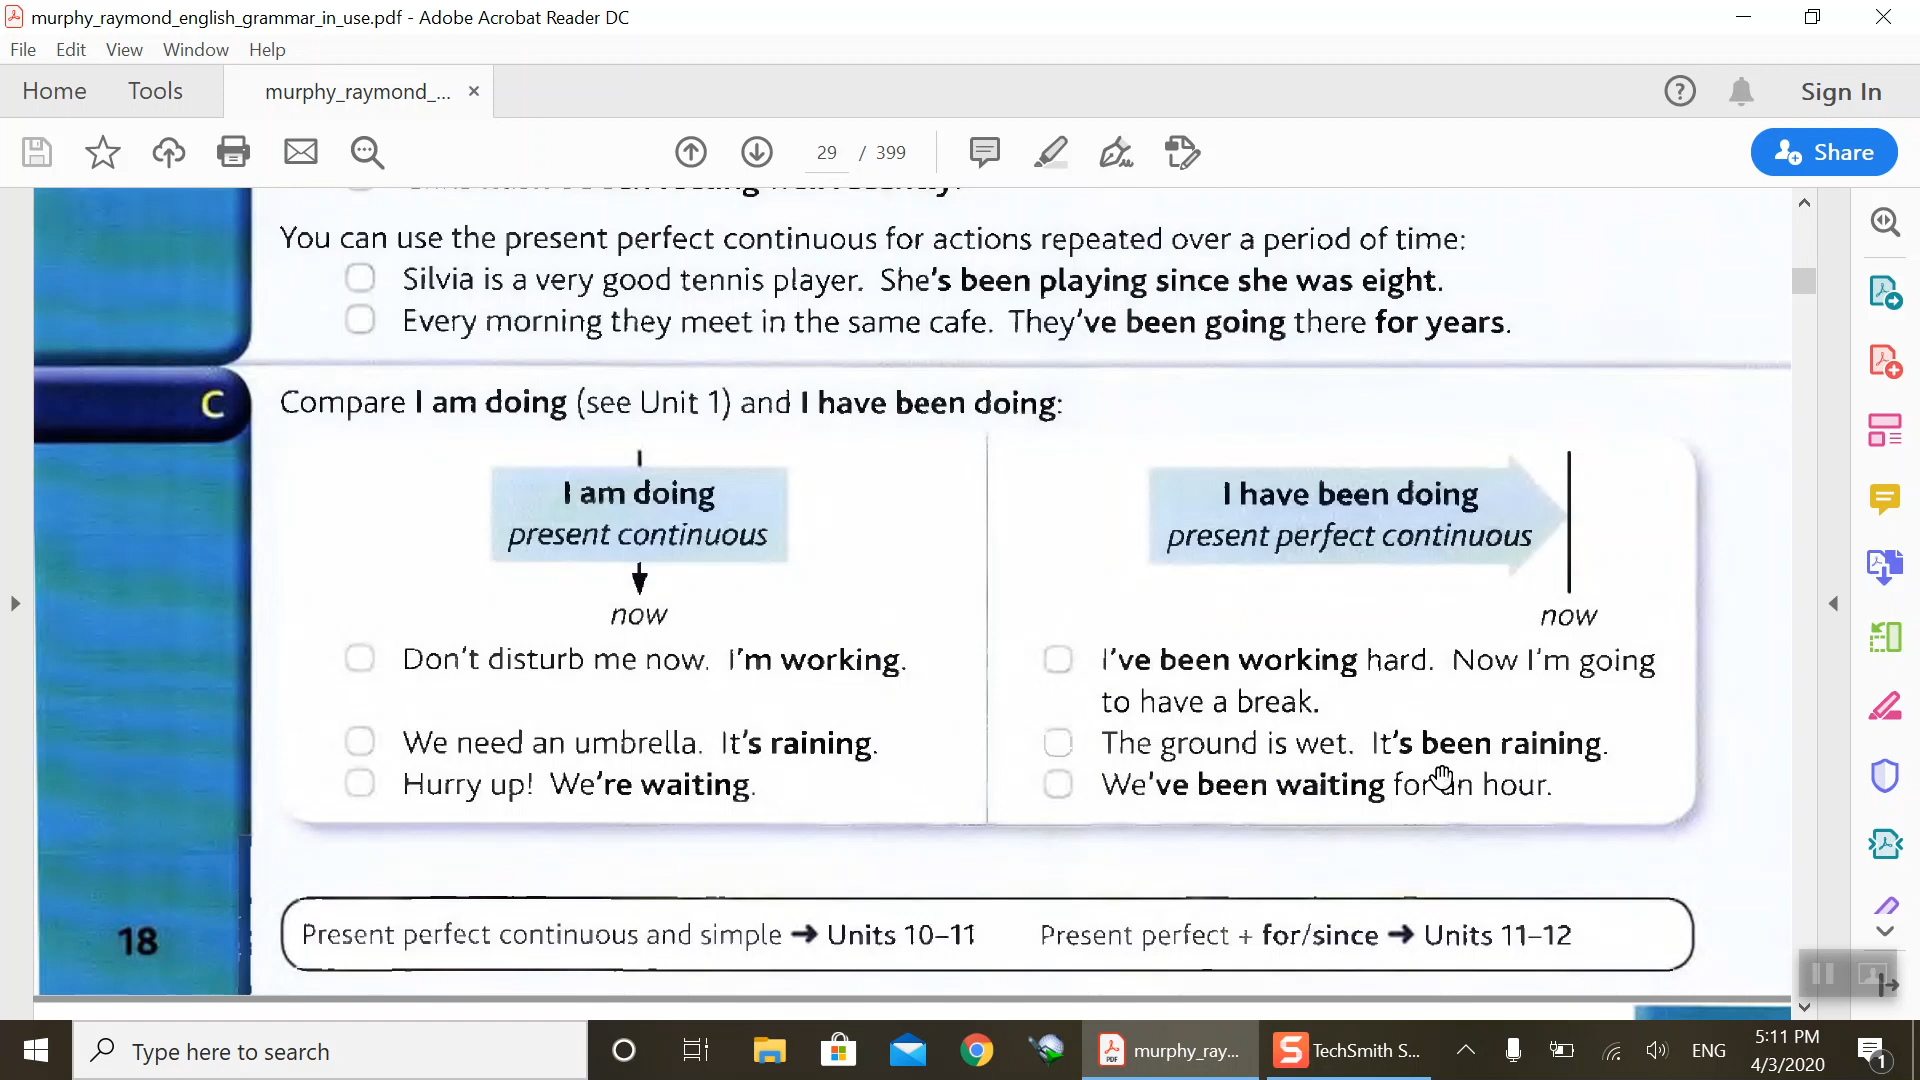 murphy_raymond_english_grammar_in_use.pdf - Adobe Acrobat Reader DC
File Edit View Window Help
Home Tools murphy_raymond_... × Sign In
29 / 399 Share
You can use the present perfect continuous for actions repeated over a period of time:
Silvia is a very good tennis player. She's been playing since she was eight.
Every morning they meet in the same cafe. They've been going there for years.
C
Compare I am doing (see Unit 1) and I have been doing:
I am doing
present continuous
now
Don't disturb me now. I'm working.
We need an umbrella. It's raining.
Hurry up! We're waiting.
I have been doing
present perfect continuous
now
I've been working hard. Now I'm going
to have a break.
The ground is wet. It's been raining.
We've been waiting for an hour.
18
Present perfect continuous and simple → Units 10–11 Present perfect + for/since → Units 11–12
Type here to search
murphy_ray...
TechSmith S...
ENG
5:11 PM
4/3/2020
1